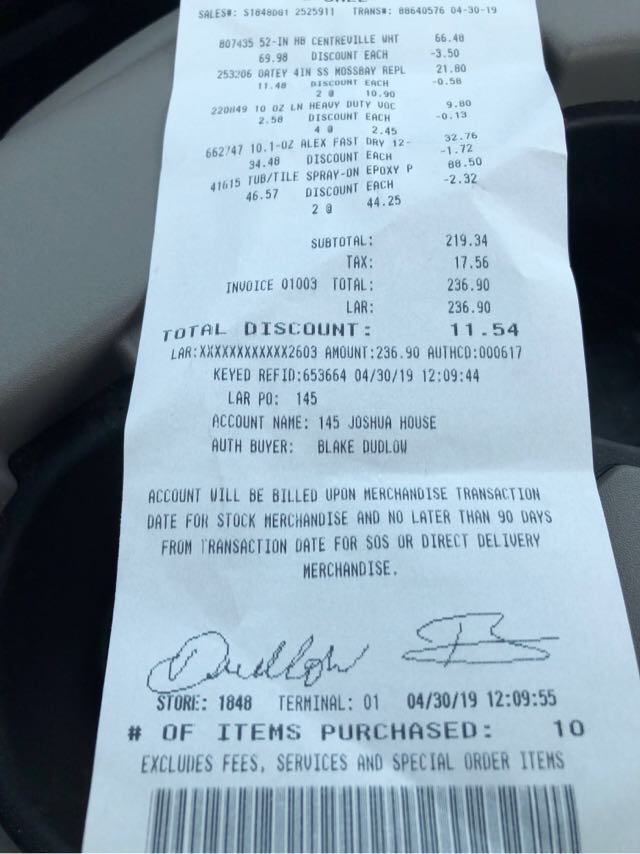 SALES#: S1848DG1 2525911 TRANS#: 88640576 04-30-19
807435 52-IN HB CENTREVILLE WHT 66.48
69.98 DISCOUNT EACH -3.50
253206 OATEY 4IN SS MOSSBAY REPL 21.80
11.48 DISCOUNT EACH -0.58
2 @ 10.90
220849 10 OZ LN HEAVY DUTY VOC 9.80
2.58 DISCOUNT EACH -0.13
4 @ 2.45
662747 10.1-OZ ALEX FAST DRY 12- 32.76
34.48 DISCOUNT EACH -1.72
41615 TUB/TILE SPRAY-ON EPOXY P 88.50
46.57 DISCOUNT EACH -2.32
2 @ 44.25
SUBTOTAL: 219.34
TAX: 17.56
INVOICE 01003 TOTAL: 236.90
LAR: 236.90
TOTAL DISCOUNT: 11.54
LAR:XXXXXXXXXXXX2603 AMOUNT:236.90 AUTHCD:000617
KEYED REFID:653664 04/30/19 12:09:44
LAR PO: 145
ACCOUNT NAME: 145 JOSHUA HOUSE
AUTH BUYER: BLAKE DUDLOW
ACCOUNT WILL BE BILLED UPON MERCHANDISE TRANSACTION
DATE FOR STOCK MERCHANDISE AND NO LATER THAN 90 DAYS
FROM TRANSACTION DATE FOR SOS OR DIRECT DELIVERY
MERCHANDISE.
Dudlow
STORE: 1848 TERMINAL: 01 04/30/19 12:09:55
# OF ITEMS PURCHASED: 10
EXCLUDES FEES, SERVICES AND SPECIAL ORDER ITEMS